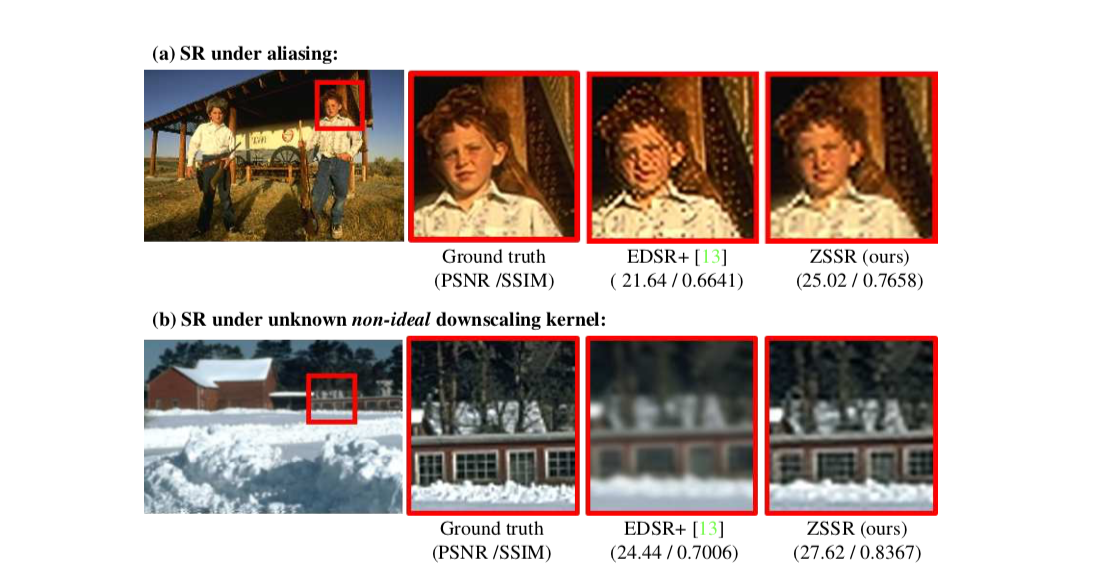 (a) SR under aliasing:
Ground truth
(PSNR /SSIM)
EDSR+ [13]
( 21.64 / 0.6641)
ZSSR (ours)
(25.02 / 0.7658)
(b) SR under unknown non-ideal downscaling kernel:
Ground truth
(PSNR /SSIM)
EDSR+ [13]
(24.44 / 0.7006)
ZSSR (ours)
(27.62 / 0.8367)